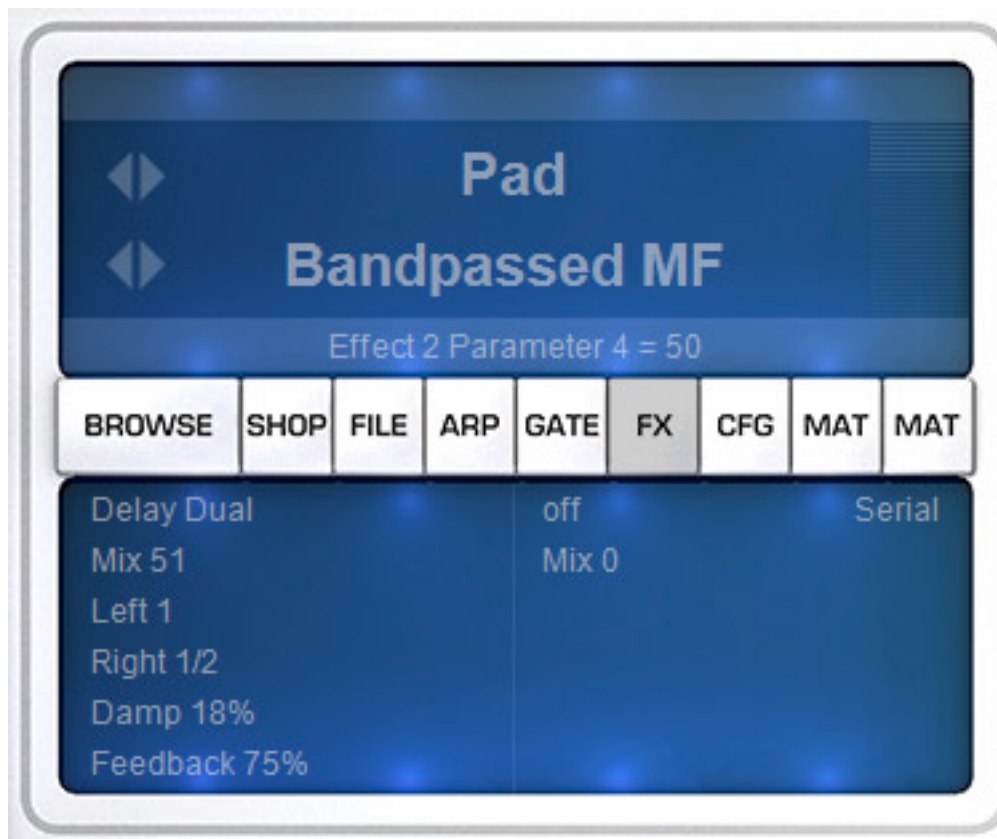 Pad
Bandpassed MF
Effect 2 Parameter 4 = 50
BROWSE SHOP FILE ARP GATE FX CFG MAT MAT
Delay Dual off Serial
Mix 51 Mix 0
Left 1
Right 1/2
Damp 18%
Feedback 75%